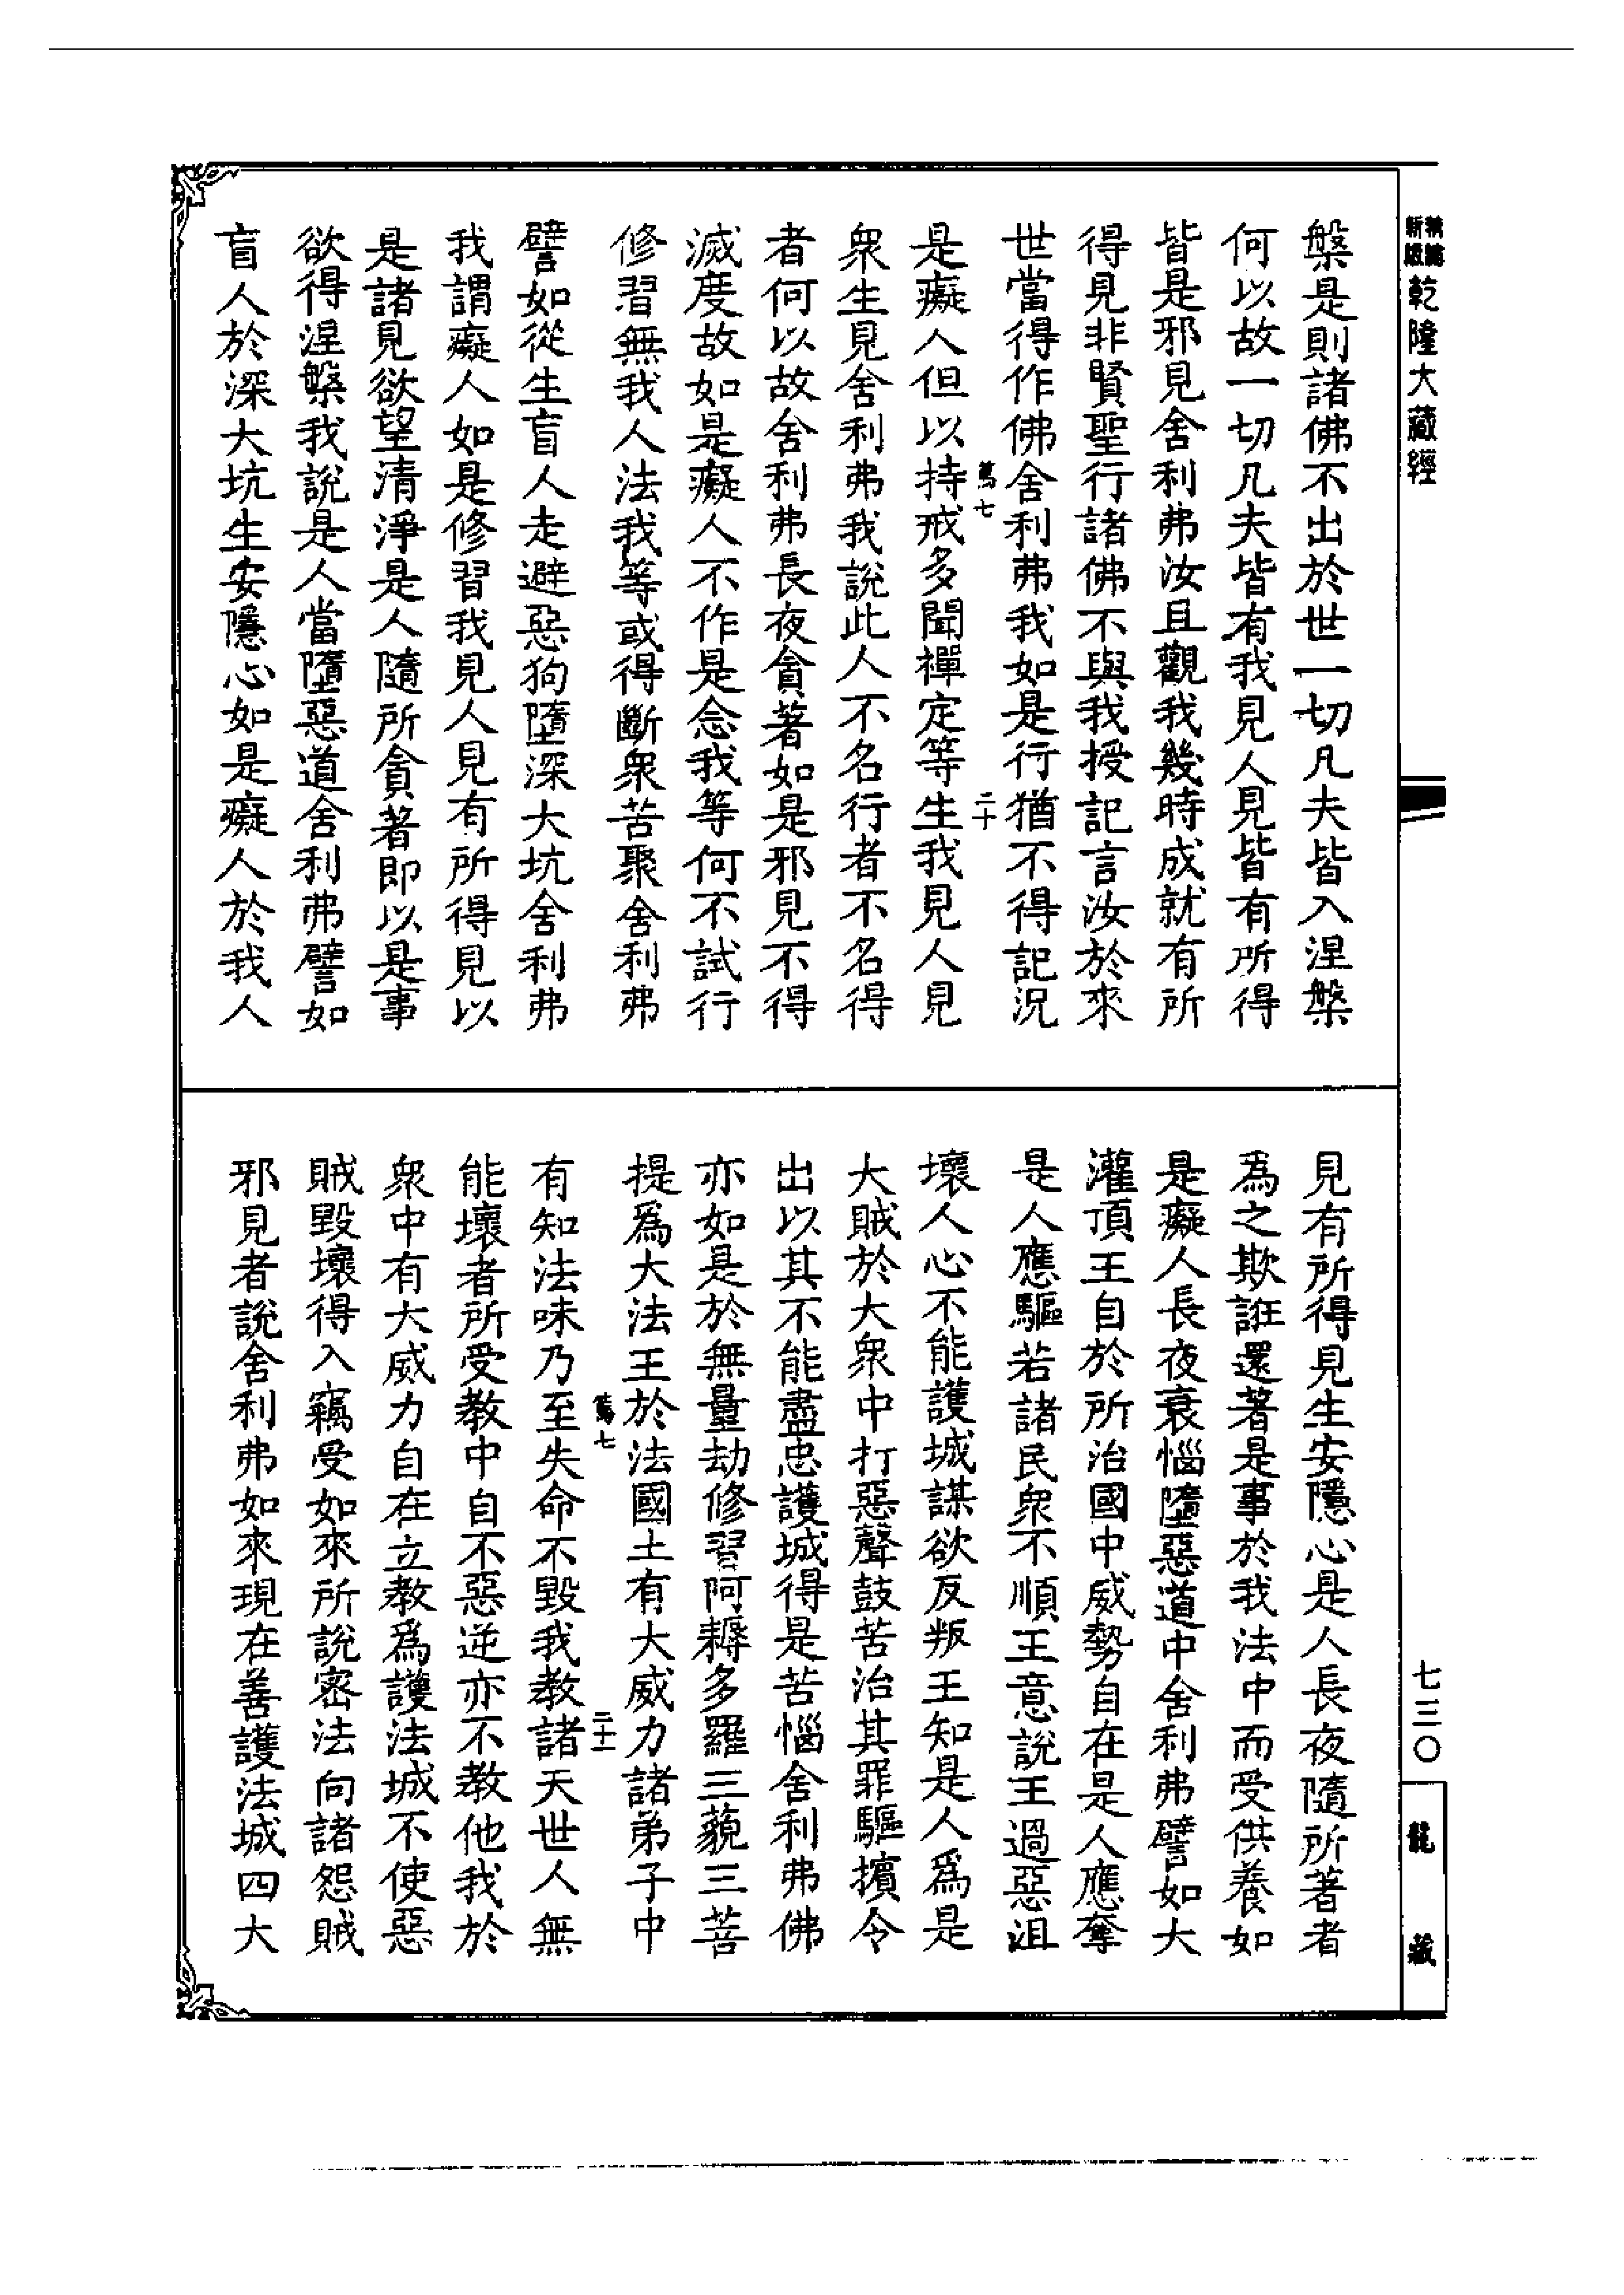 新編
新版
乾隆大藏經
槃是則諸佛不出於世一切凡夫皆入涅槃
何以故一切凡夫皆有我見人見皆有所得
皆是邪見舍利弗汝且觀我幾時成就有所
得見非賢聖行諸佛不與我授記言汝於來
世當得作佛舍利弗我如是行猶不得記況
七 二十
是癡人但以持戒多聞禪定等生我見人見
衆生見舍利弗我說此人不名行者不名得
者何以故舍利弗長夜貪著如是邪見不得
滅度故如是癡人不作是念我等何不試行
修習無我人法我等或得斷衆苦聚舍利弗
譬如從生盲人走避惡狗墮深大坑舍利弗
我謂癡人如是修習我見人見有所得見以
是諸見欲望清淨是人隨所貪著即以是事
欲得涅槃我說是人當墮惡道舍利弗譬如
盲人於深大坑生安隱心如是癡人於我人
見有所得見生安隱心是人長夜隨所著者
爲之欺誑還著是事於我法中而受供養如
是癡人長夜衰惱墮惡道中舍利弗譬如大
灌頂王自於所治國中威勢自在是人應奪
是人應驅若諸民衆不順王意說王過惡沮
壞人心不能護城謀欲反叛王知是人爲是
大賊於大衆中打惡聲鼓苦治其罪驅擯令
出以其不能盡忠護城得是苦惱舍利弗佛
亦如是於無量劫修習阿耨多羅三藐三菩
提爲大法王於法國土有大威力諸弟子中
七 二十一
有知法味乃至失命不毀我教諸天世人無
能壞者所受教中自不惡逆亦不教他我於
衆中有大威力自在立教爲護法城不使惡
賊毀壞得入竊受如來所說密法向諸怨賊
邪見者說舍利弗如來現在善護法城四大
七三〇
龍藏